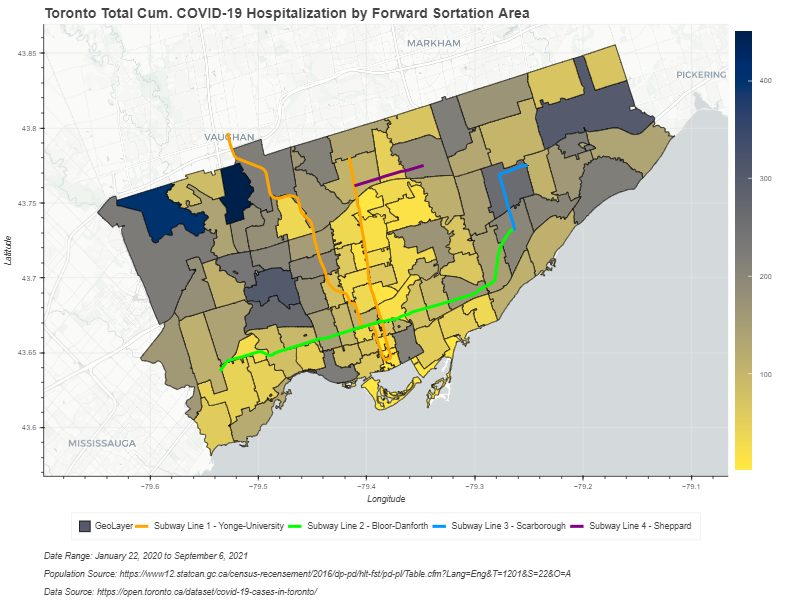 Toronto Total Cum. COVID-19 Hospitalization by Forward Sortation Area
MARKHAM
PICKERING
VAUGHAN
MISSISSAUGA
43.85
43.8
43.75
43.7
43.65
43.6
Latitude
−79.6
−79.5
−79.4
−79.3
−79.2
−79.1
Longitude
400
300
200
100
GeoLayer Subway Line 1 - Yonge-University Subway Line 2 - Bloor-Danforth Subway Line 3 - Scarborough Subway Line 4 - Sheppard
Date Range: January 22, 2020 to September 6, 2021
Population Source: https://www12.statcan.gc.ca/census-recensement/2016/dp-pd/hlt-fst/pd-pl/Table.cfm?Lang=Eng&T=1201&S=22&O=A
Data Source: https://open.toronto.ca/dataset/covid-19-cases-in-toronto/